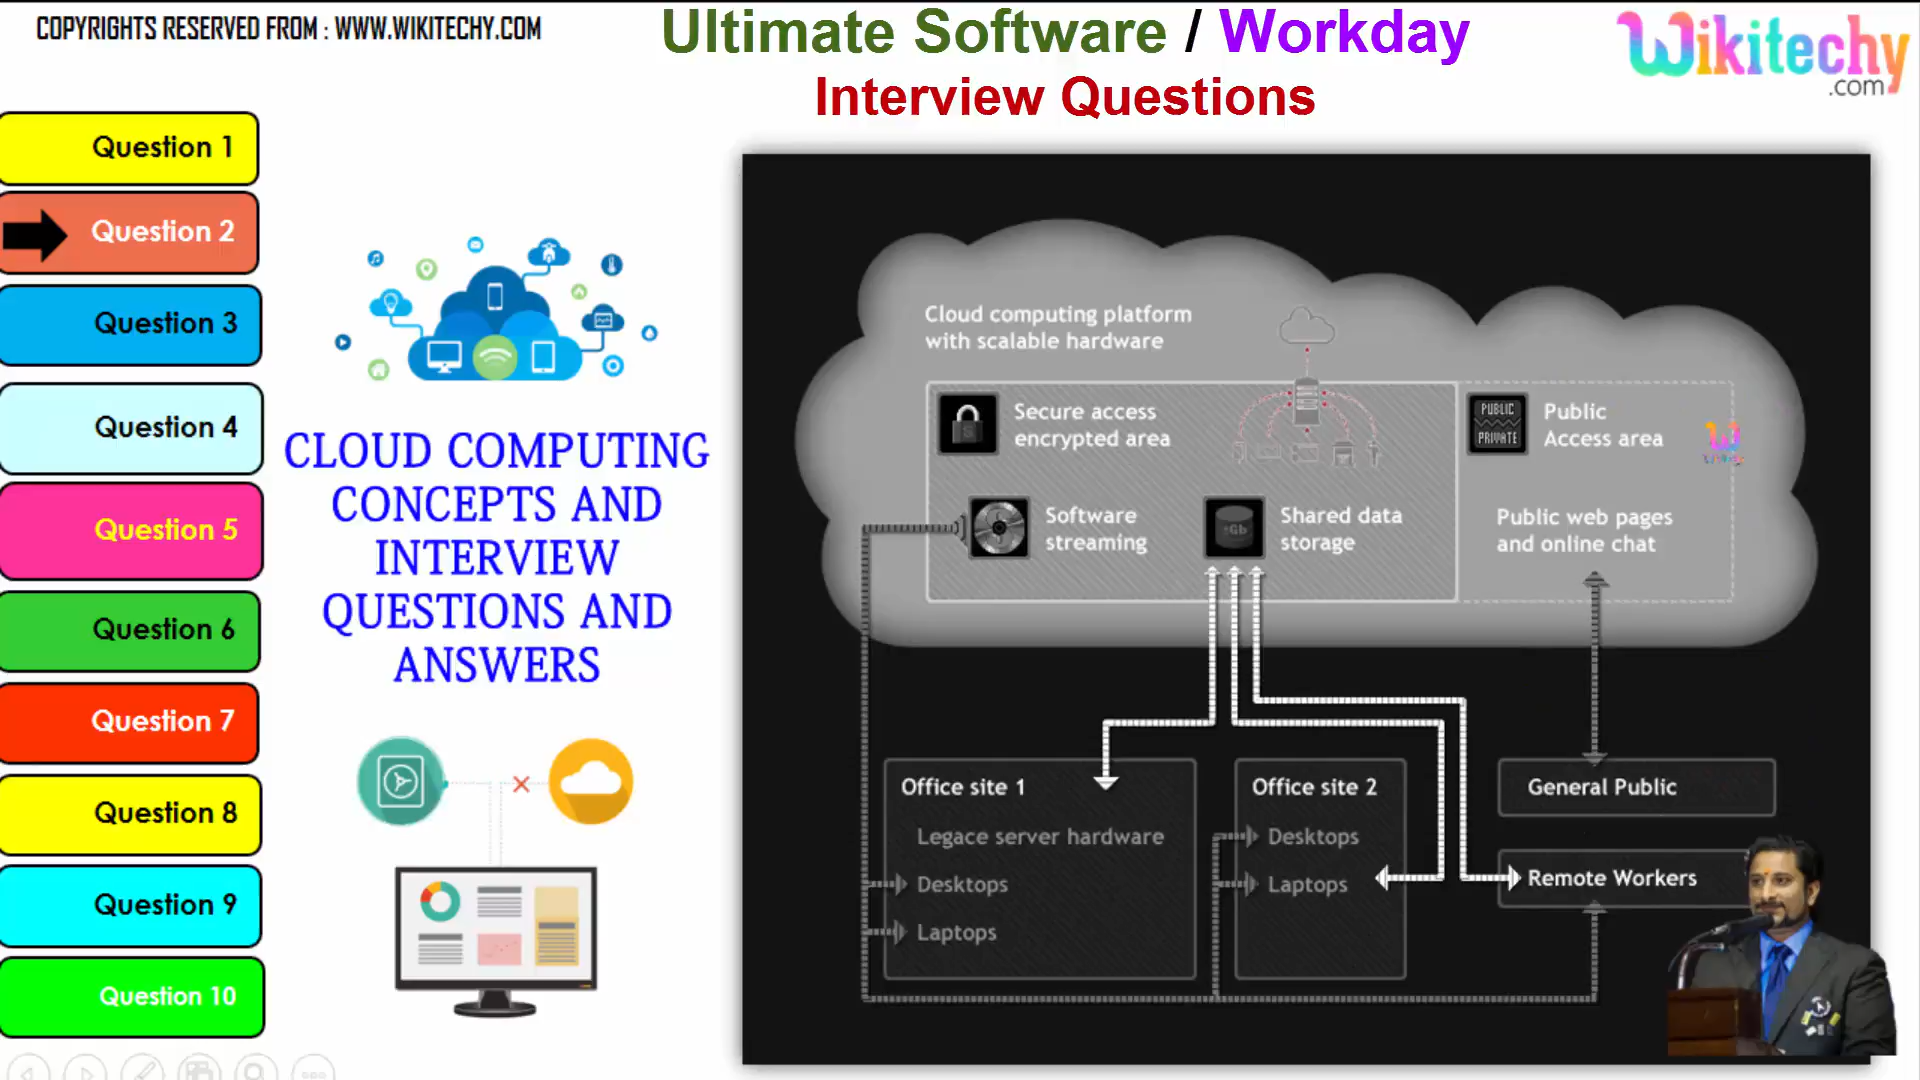 COPYRIGHTS RESERVED FROM : WWW.WIKITECHY.COM
Ultimate Software / Workday
Interview Questions
Wikitechy
.com
Question 1
Question 2
Question 3
Question 4
Question 5
Question 6
Question 7
Question 8
Question 9
Question 10
CLOUD COMPUTING
CONCEPTS AND
INTERVIEW
QUESTIONS AND
ANSWERS
Cloud computing platform
with scalable hardware
Secure access
encrypted area
PUBLIC
PRIVATE
Public
Access area
Software
streaming
Gb
Shared data
storage
Public web pages
and online chat
Office site 1
Legace server hardware
Desktops
Laptops
Office site 2
Desktops
Laptops
General Public
Remote Workers